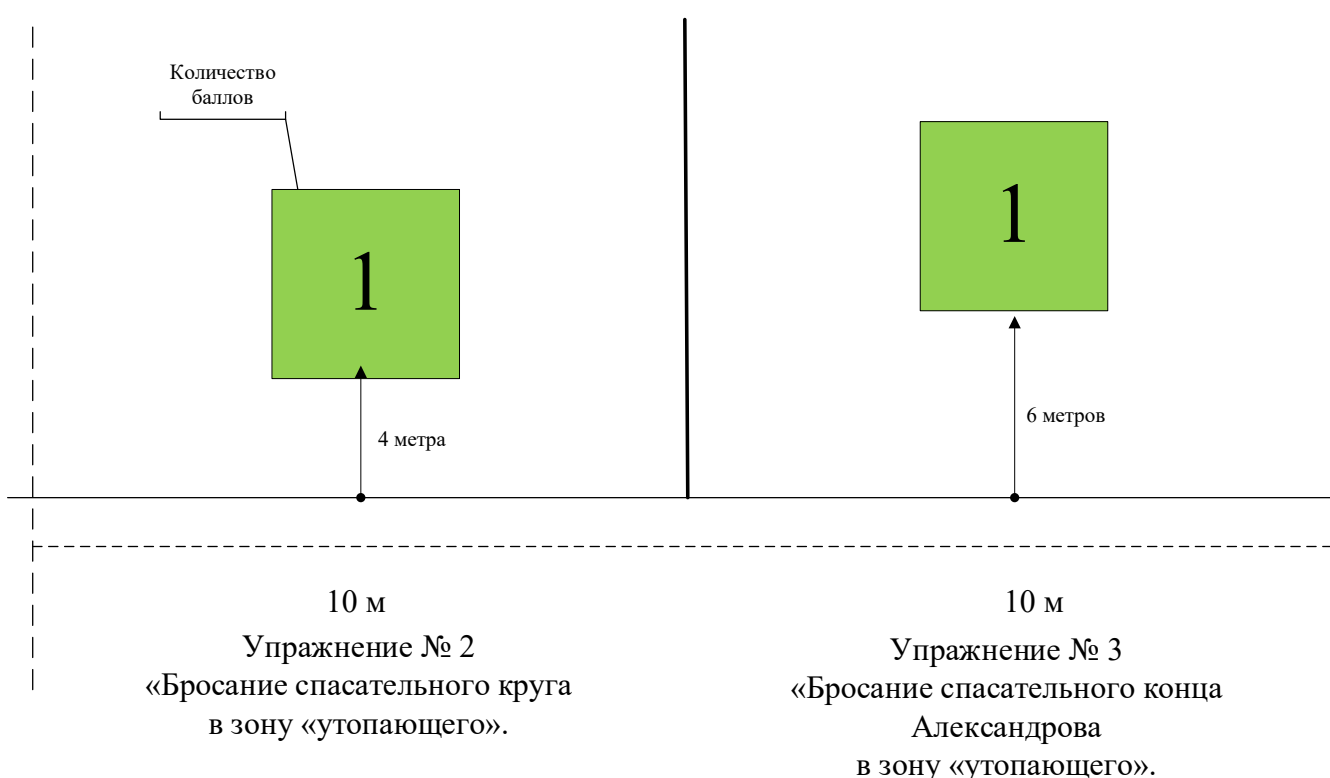 Количество
баллов
1
4 метра
1
6 метров
10 м
Упражнение № 2
«Бросание спасательного круга
в зону «утопающего».
10 м
Упражнение № 3
«Бросание спасательного конца
Александрова
в зону «утопающего».